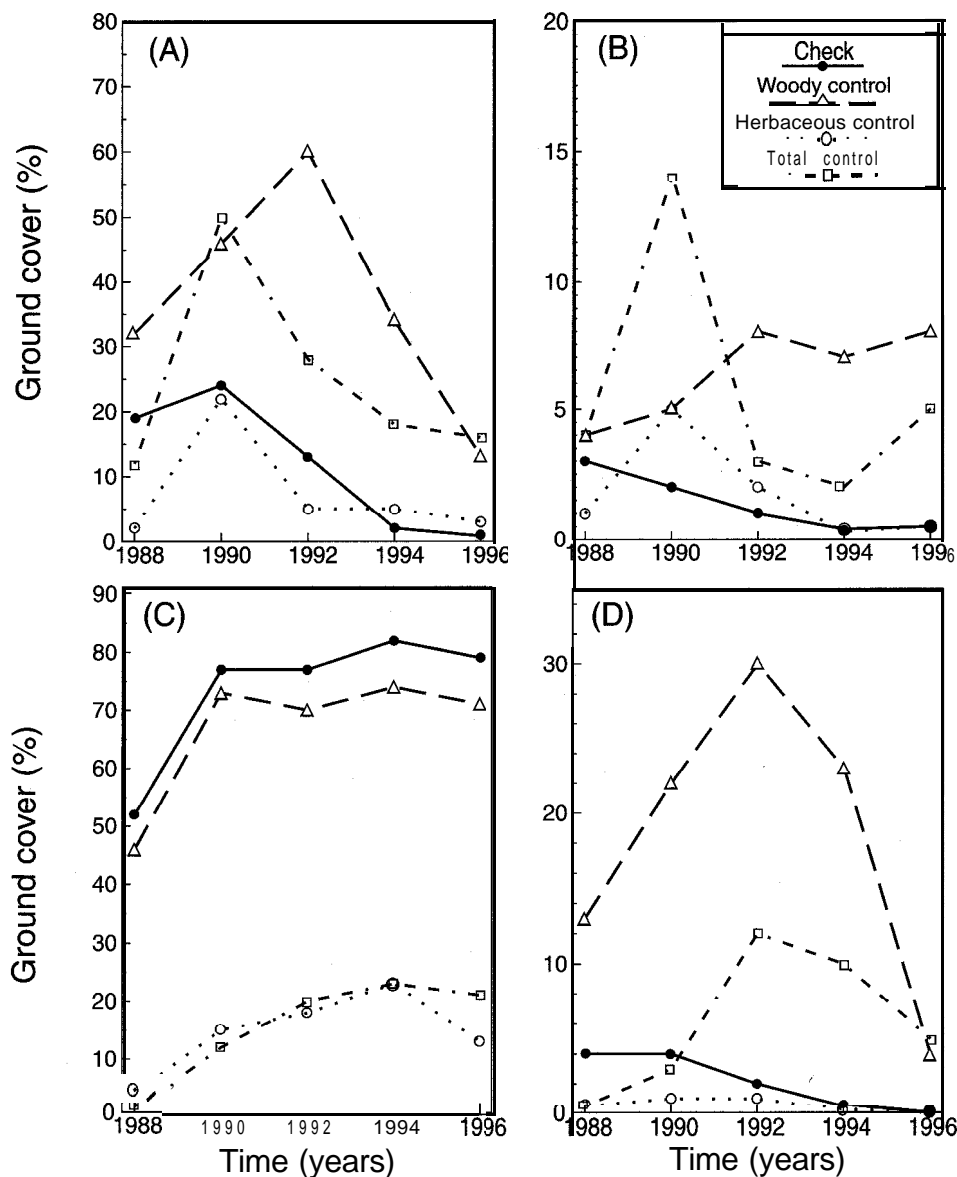 (A)
80
70
60
50
40
30
20
10
0
Ground cover (%)
1988 1990 1992 1994 1996
(B)
20
15
10
5
0
1988 1990 1992 1994 1996
Check
Woody control
Herbaceous control
Total control
(C)
90
80
70
60
50
40
30
20
10
0
Ground cover (%)
1988 1990 1992 1994 1996
Time (years)
(D)
30
20
10
0
1988 1990 1992 1994 1996
Time (years)